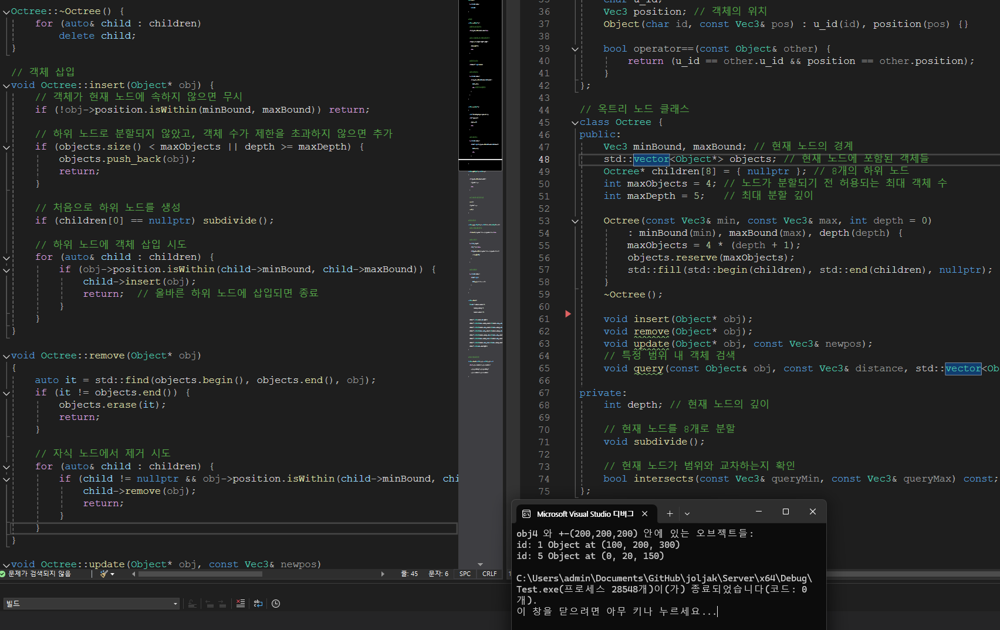 Octree::~Octree() {
for (auto& child : children)
delete child;
}
// 객체 삽입
void Octree::insert(Object* obj) {
// 객체가 현재 노드에 속하지 않으면 무시
if (!obj->position.isWithin(minBound, maxBound)) return;
// 하위 노드로 분할되지 않았고, 객체 수가 제한을 초과하지 않으면 추가
if (objects.size() < maxObjects || depth >= maxDepth) {
objects.push_back(obj);
return;
}
// 처음으로 하위 노드를 생성
if (children[0] == nullptr) subdivide();
// 하위 노드에 객체 삽입 시도
for (auto& child : children) {
if (obj->position.isWithin(child->minBound, child->maxBound)) {
child->insert(obj);
return;  // 올바른 하위 노드에 삽입되면 종료
}
}
}
void Octree::remove(Object* obj)
{
auto it = std::find(objects.begin(), objects.end(), obj);
if (it != objects.end()) {
objects.erase(it);
return;
}
// 자식 노드에서 제거 시도
for (auto& child : children) {
if (child != nullptr && obj->position.isWithin(child->minBound, chi
child->remove(obj);
return;
}
}
}
void Octree::update(Object* obj, const Vec3& newpos)
문제가 검색되지 않음
줄: 45 문자: 6 SPC CRLF
빌드
char u_id;
36 Vec3 position; // 객체의 위치
37 Object(char id, const Vec3& pos) : u_id(id), position(pos) {}
38
39 bool operator==(const Object& other) {
40 return (u_id == other.u_id && position == other.position);
41 }
42 };
43
44 // 옥트리 노드 클래스
45 class Octree {
46 public:
47 Vec3 minBound, maxBound; // 현재 노드의 경계
48 std::vector<Object*> objects; // 현재 노드에 포함된 객체들
49 Octree* children[8] = { nullptr }; // 8개의 하위 노드
50 int maxObjects = 4; // 노드가 분할되기 전 허용되는 최대 객체 수
51 int maxDepth = 5;   // 최대 분할 깊이
52
53 Octree(const Vec3& min, const Vec3& max, int depth = 0)
54 : minBound(min), maxBound(max), depth(depth) {
55 maxObjects = 4 * (depth + 1);
56 objects.reserve(maxObjects);
57 std::fill(std::begin(children), std::end(children), nullptr);
58 }
59 ~Octree();
60
61 void insert(Object* obj);
62 void remove(Object* obj);
63 void update(Object* obj, const Vec3& newpos);
64 // 특정 범위 내 객체 검색
65 void query(const Object& obj, const Vec3& distance, std::vector<Ob
66
67 private:
68 int depth; // 현재 노드의 깊이
69
70 // 현재 노드를 8개로 분할
71 void subdivide();
72
73 // 현재 노드가 범위와 교차하는지 확인
74 bool intersects(const Vec3& queryMin, const Vec3& queryMax) const;
75 };
Microsoft Visual Studio 디버그
obj4 와 +-(200,200,200) 안에 있는 오브젝트들:
id: 1 Object at (100, 200, 300)
id: 5 Object at (0, 20, 150)
C:\Users\admin\Documents\GitHub\joljak\Server\x64\Debug\
Test.exe(프로세스 28548개)이(가) 종료되었습니다(코드: 0
개).
이 창을 닫으려면 아무 키나 누르세요...